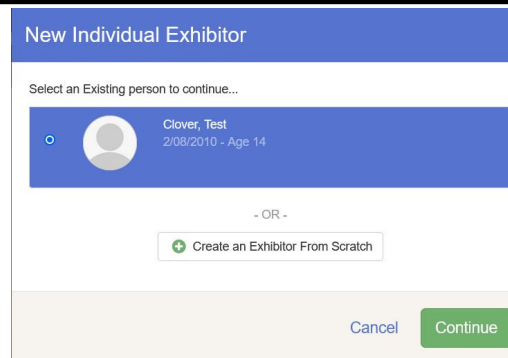 New Individual Exhibitor
Select an Existing person to continue...
Clover, Test
2/08/2010 - Age 14
- OR -
Create an Exhibitor From Scratch
Cancel
Continue